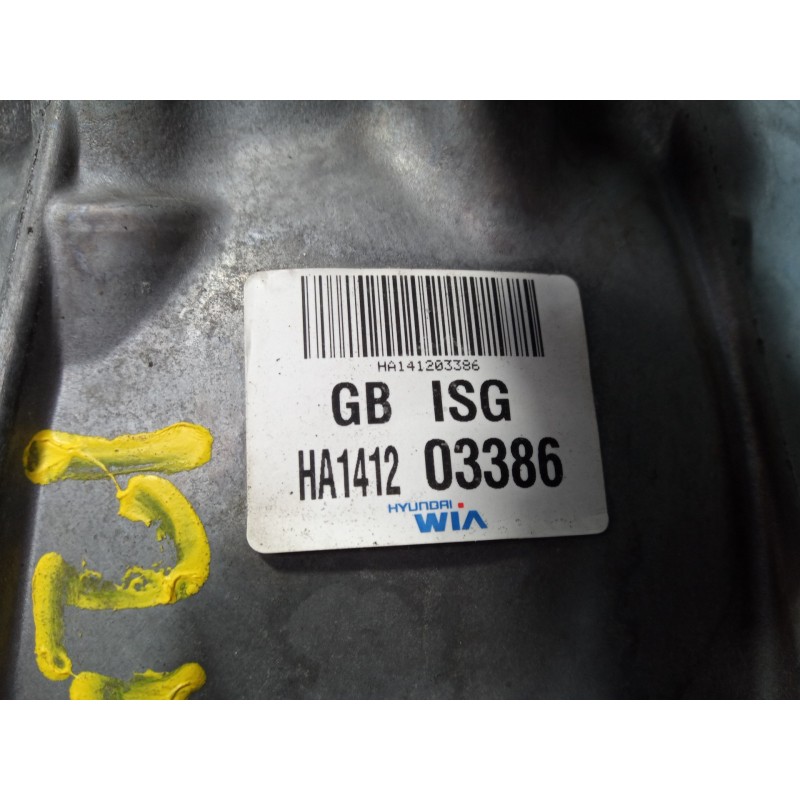 HA141203386
GB ISG
HA1412 03386
HYUNDAI
WIA